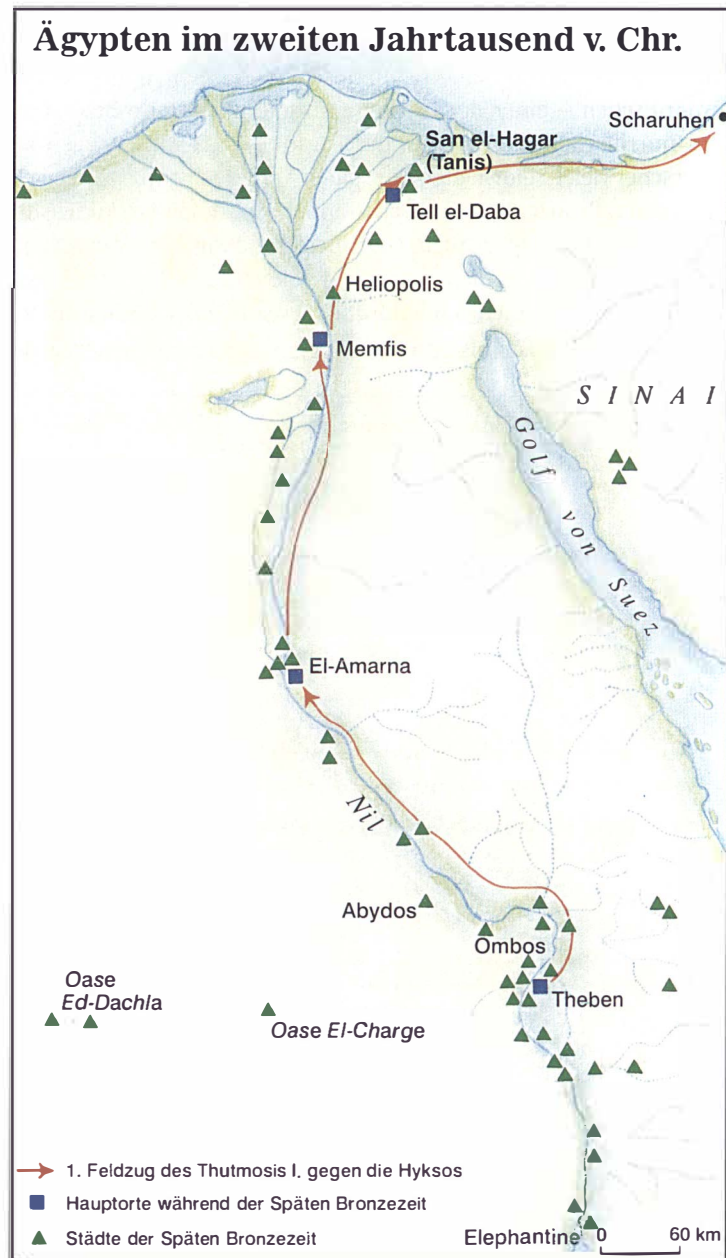 Ägypten im zweiten Jahrtausend v. Chr.
Scharuhen
San el-Hagar
(Tanis)
Tell el-Daba
Heliopolis
Memfis
SINAI
Golf von Suez
El-Amarna
Nil
Abydos
Ombos
Oase
Ed-Dachla
Theben
Oase El-Charge
1. Feldzug des Thutmosis I. gegen die Hyksos
Hauptorte während der Späten Bronzezeit
Städte der Späten Bronzezeit
Elephantine
0 60 km